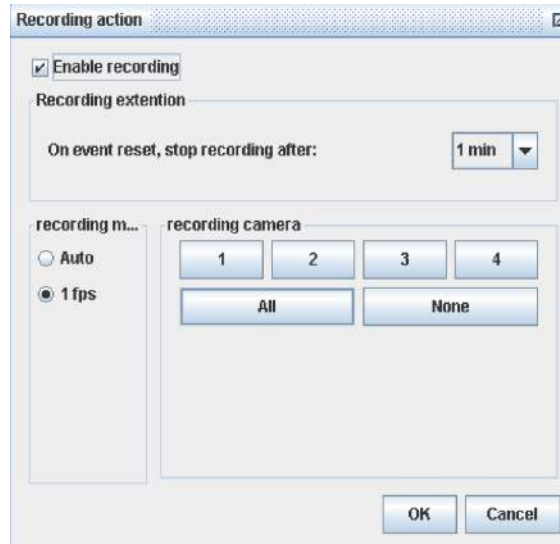 Recording action
Enable recording
Recording extention
On event reset, stop recording after: 1 min
recording m... recording camera
Auto 1 2 3 4
1 fps All None
OK Cancel